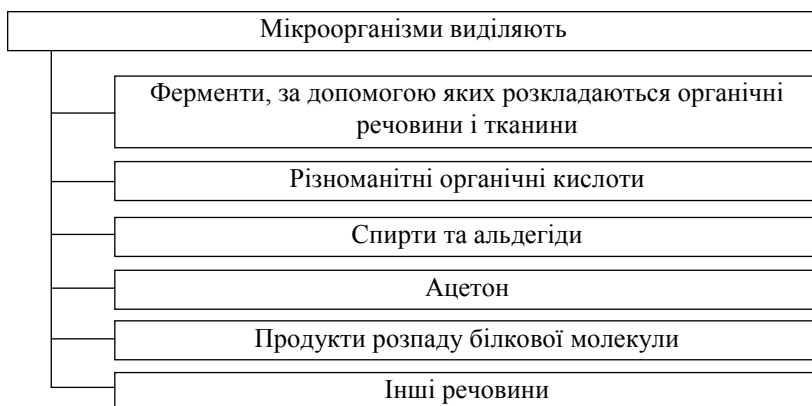 Мікроорганізми виділяють
Ферменти, за допомогою яких розкладаються органічні
речовини і тканини
Різноманітні органічні кислоти
Спирти та альдегіди
Ацетон
Продукти розпаду білкової молекули
Інші речовини